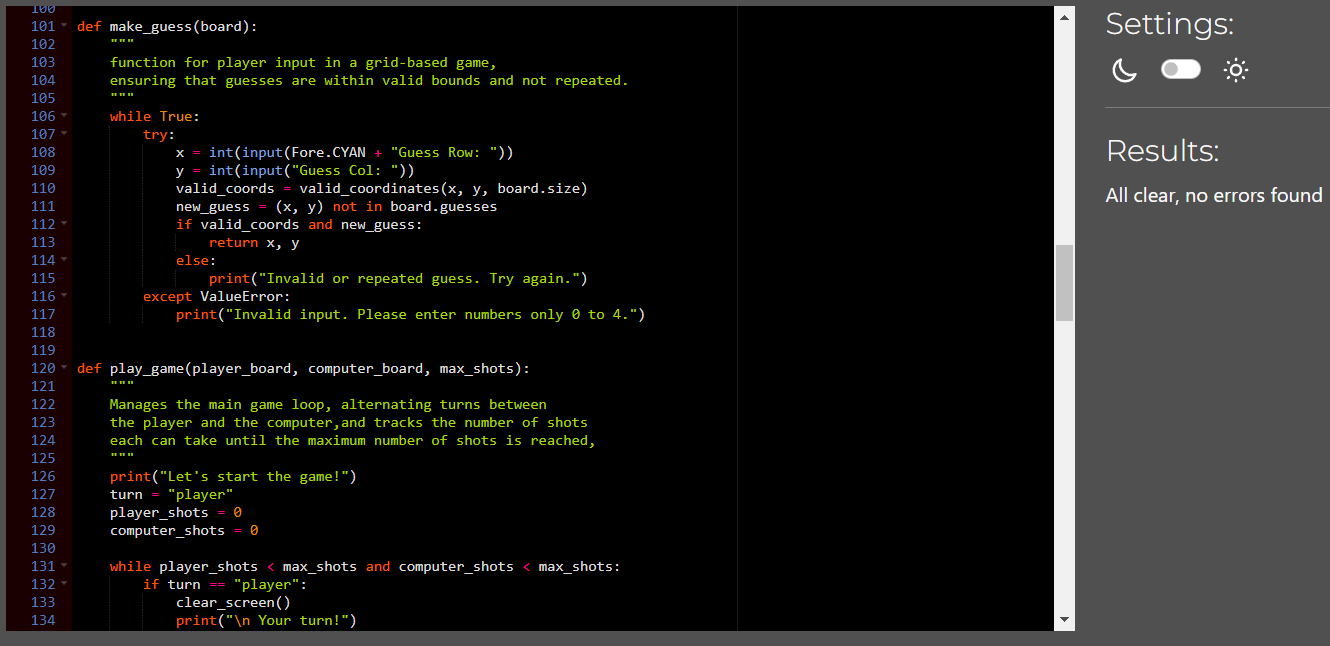 100
101 def make_guess(board):
102     """
103     function for player input in a grid-based game,
104     ensuring that guesses are within valid bounds and not repeated.
105     """
106     while True:
107         try:
108             x = int(input(Fore.CYAN + "Guess Row: "))
109             y = int(input("Guess Col: "))
110             valid_coords = valid_coordinates(x, y, board.size)
111             new_guess = (x, y) not in board.guesses
112             if valid_coords and new_guess:
113                 return x, y
114             else:
115                 print("Invalid or repeated guess. Try again.")
116         except ValueError:
117             print("Invalid input. Please enter numbers only 0 to 4.")
118
119
120 def play_game(player_board, computer_board, max_shots):
121     """
122     Manages the main game loop, alternating turns between
123     the player and the computer,and tracks the number of shots
124     each can take until the maximum number of shots is reached,
125     """
126     print("Let's start the game!")
127     turn = "player"
128     player_shots = 0
129     computer_shots = 0
130
131     while player_shots < max_shots and computer_shots < max_shots:
132         if turn == "player":
133             clear_screen()
134             print("\n Your turn!")
Settings:
Results:
All clear, no errors found